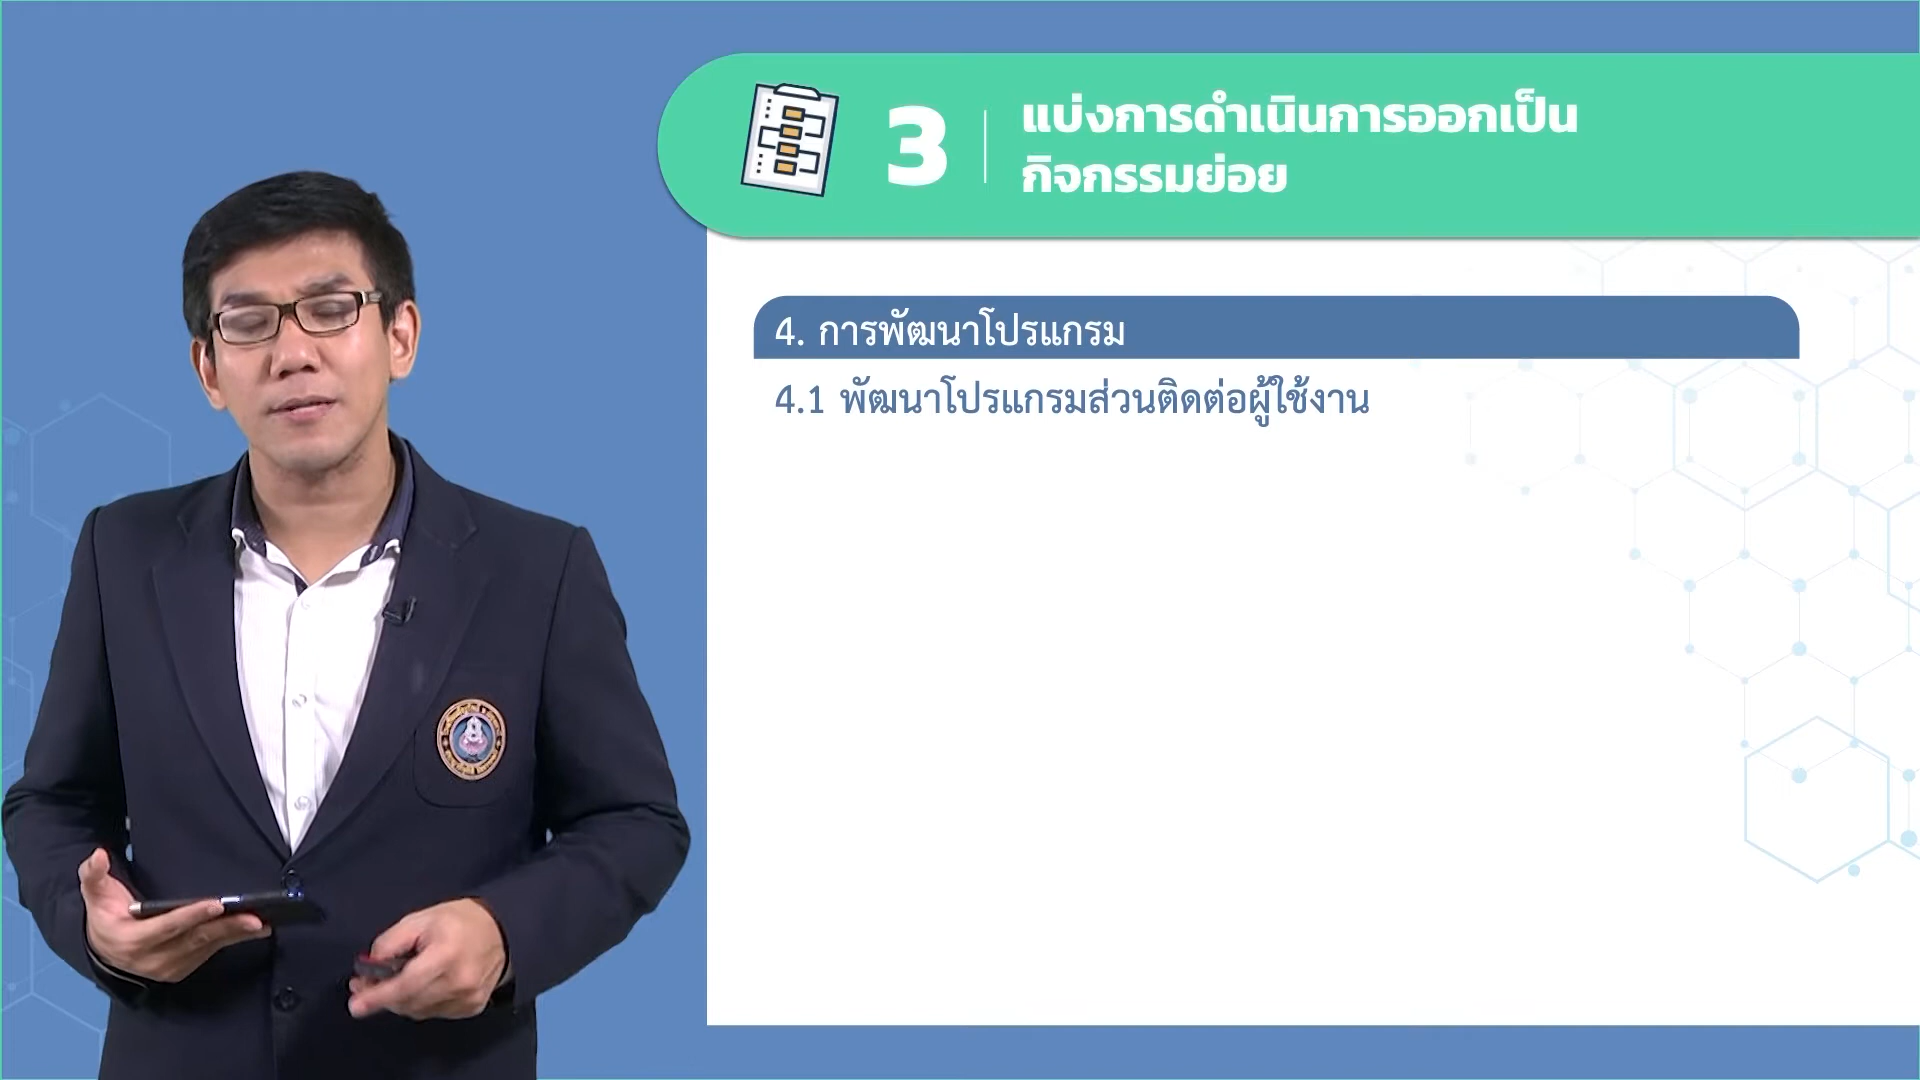 3
แบ่งการดำเนินการออกเป็น
กิจกรรมย่อย
4. การพัฒนาโปรแกรม
4.1 พัฒนาโปรแกรมส่วนติดต่อผู้ใช้งาน